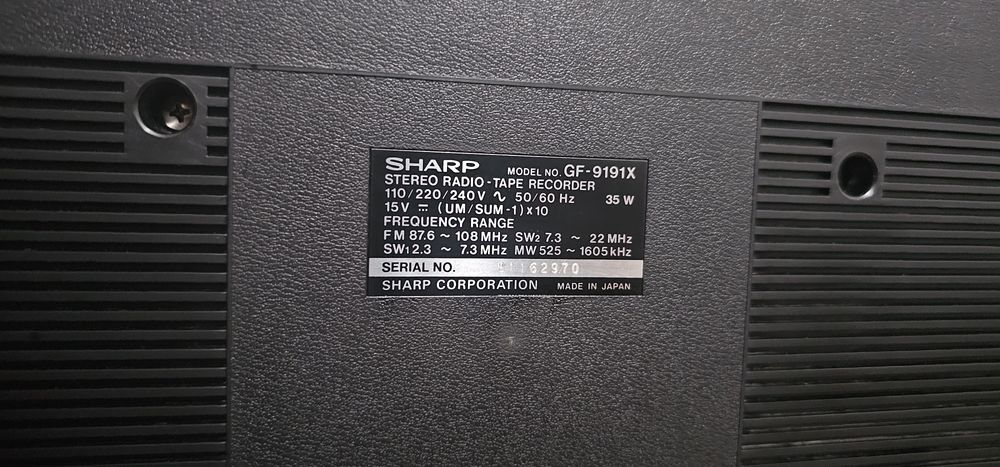 SHARP MODEL NO. GF-9191X
STEREO RADIO-TAPE RECORDER
110/220/240V ∿ 50/60 Hz 35 W
15V ⎓ (UM/SUM-1)x10
FREQUENCY RANGE
FM 87.6 ~ 108 MHz SW2 7.3 ~ 22 MHz
SW1 2.3 ~ 7.3 MHz MW 525 ~ 1605 kHz
SERIAL NO.
SHARP CORPORATION MADE IN JAPAN